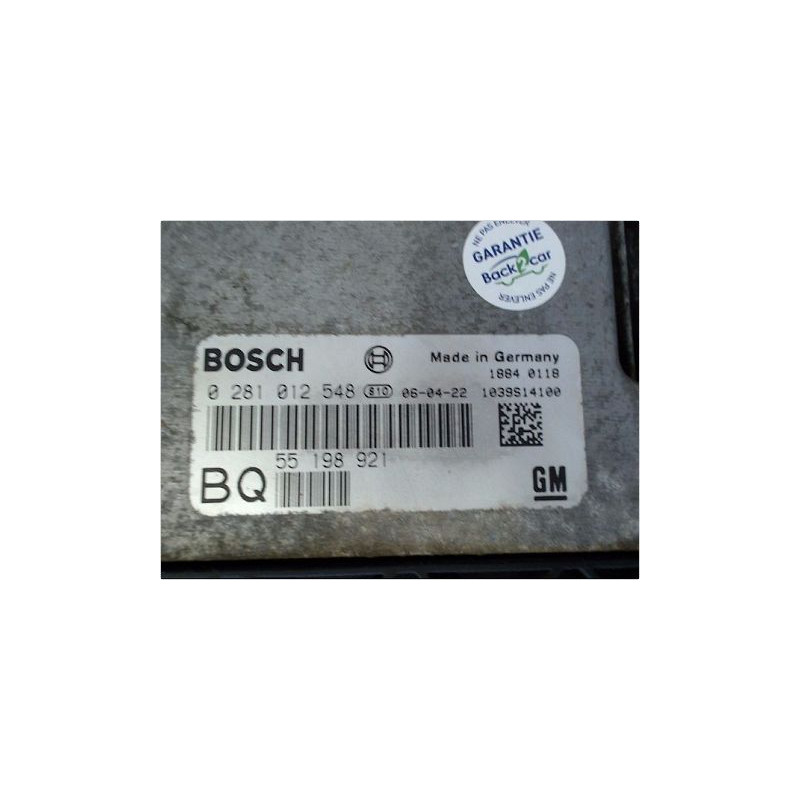 NE PAS ENLEVER
GARANTIE
Back2car
NE PAS ENLEVER
BOSCH
Made in Germany
1884 0118
0 281 012 548 S10 06-04-22 1039S14100
55 198 921
BQ
GM